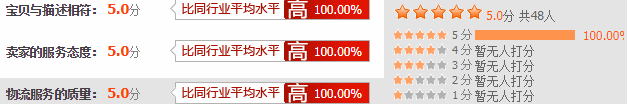 宝贝与描述相符： 5.0分 比同行业平均水平 高 100.00%
卖家的服务态度： 5.0分 比同行业平均水平 高 100.00%
物流服务的质量： 5.0分 比同行业平均水平 高 100.00%
5.0分 共48人
5分 100.00%
4分 暂无人打分
3分 暂无人打分
2分 暂无人打分
1分 暂无人打分